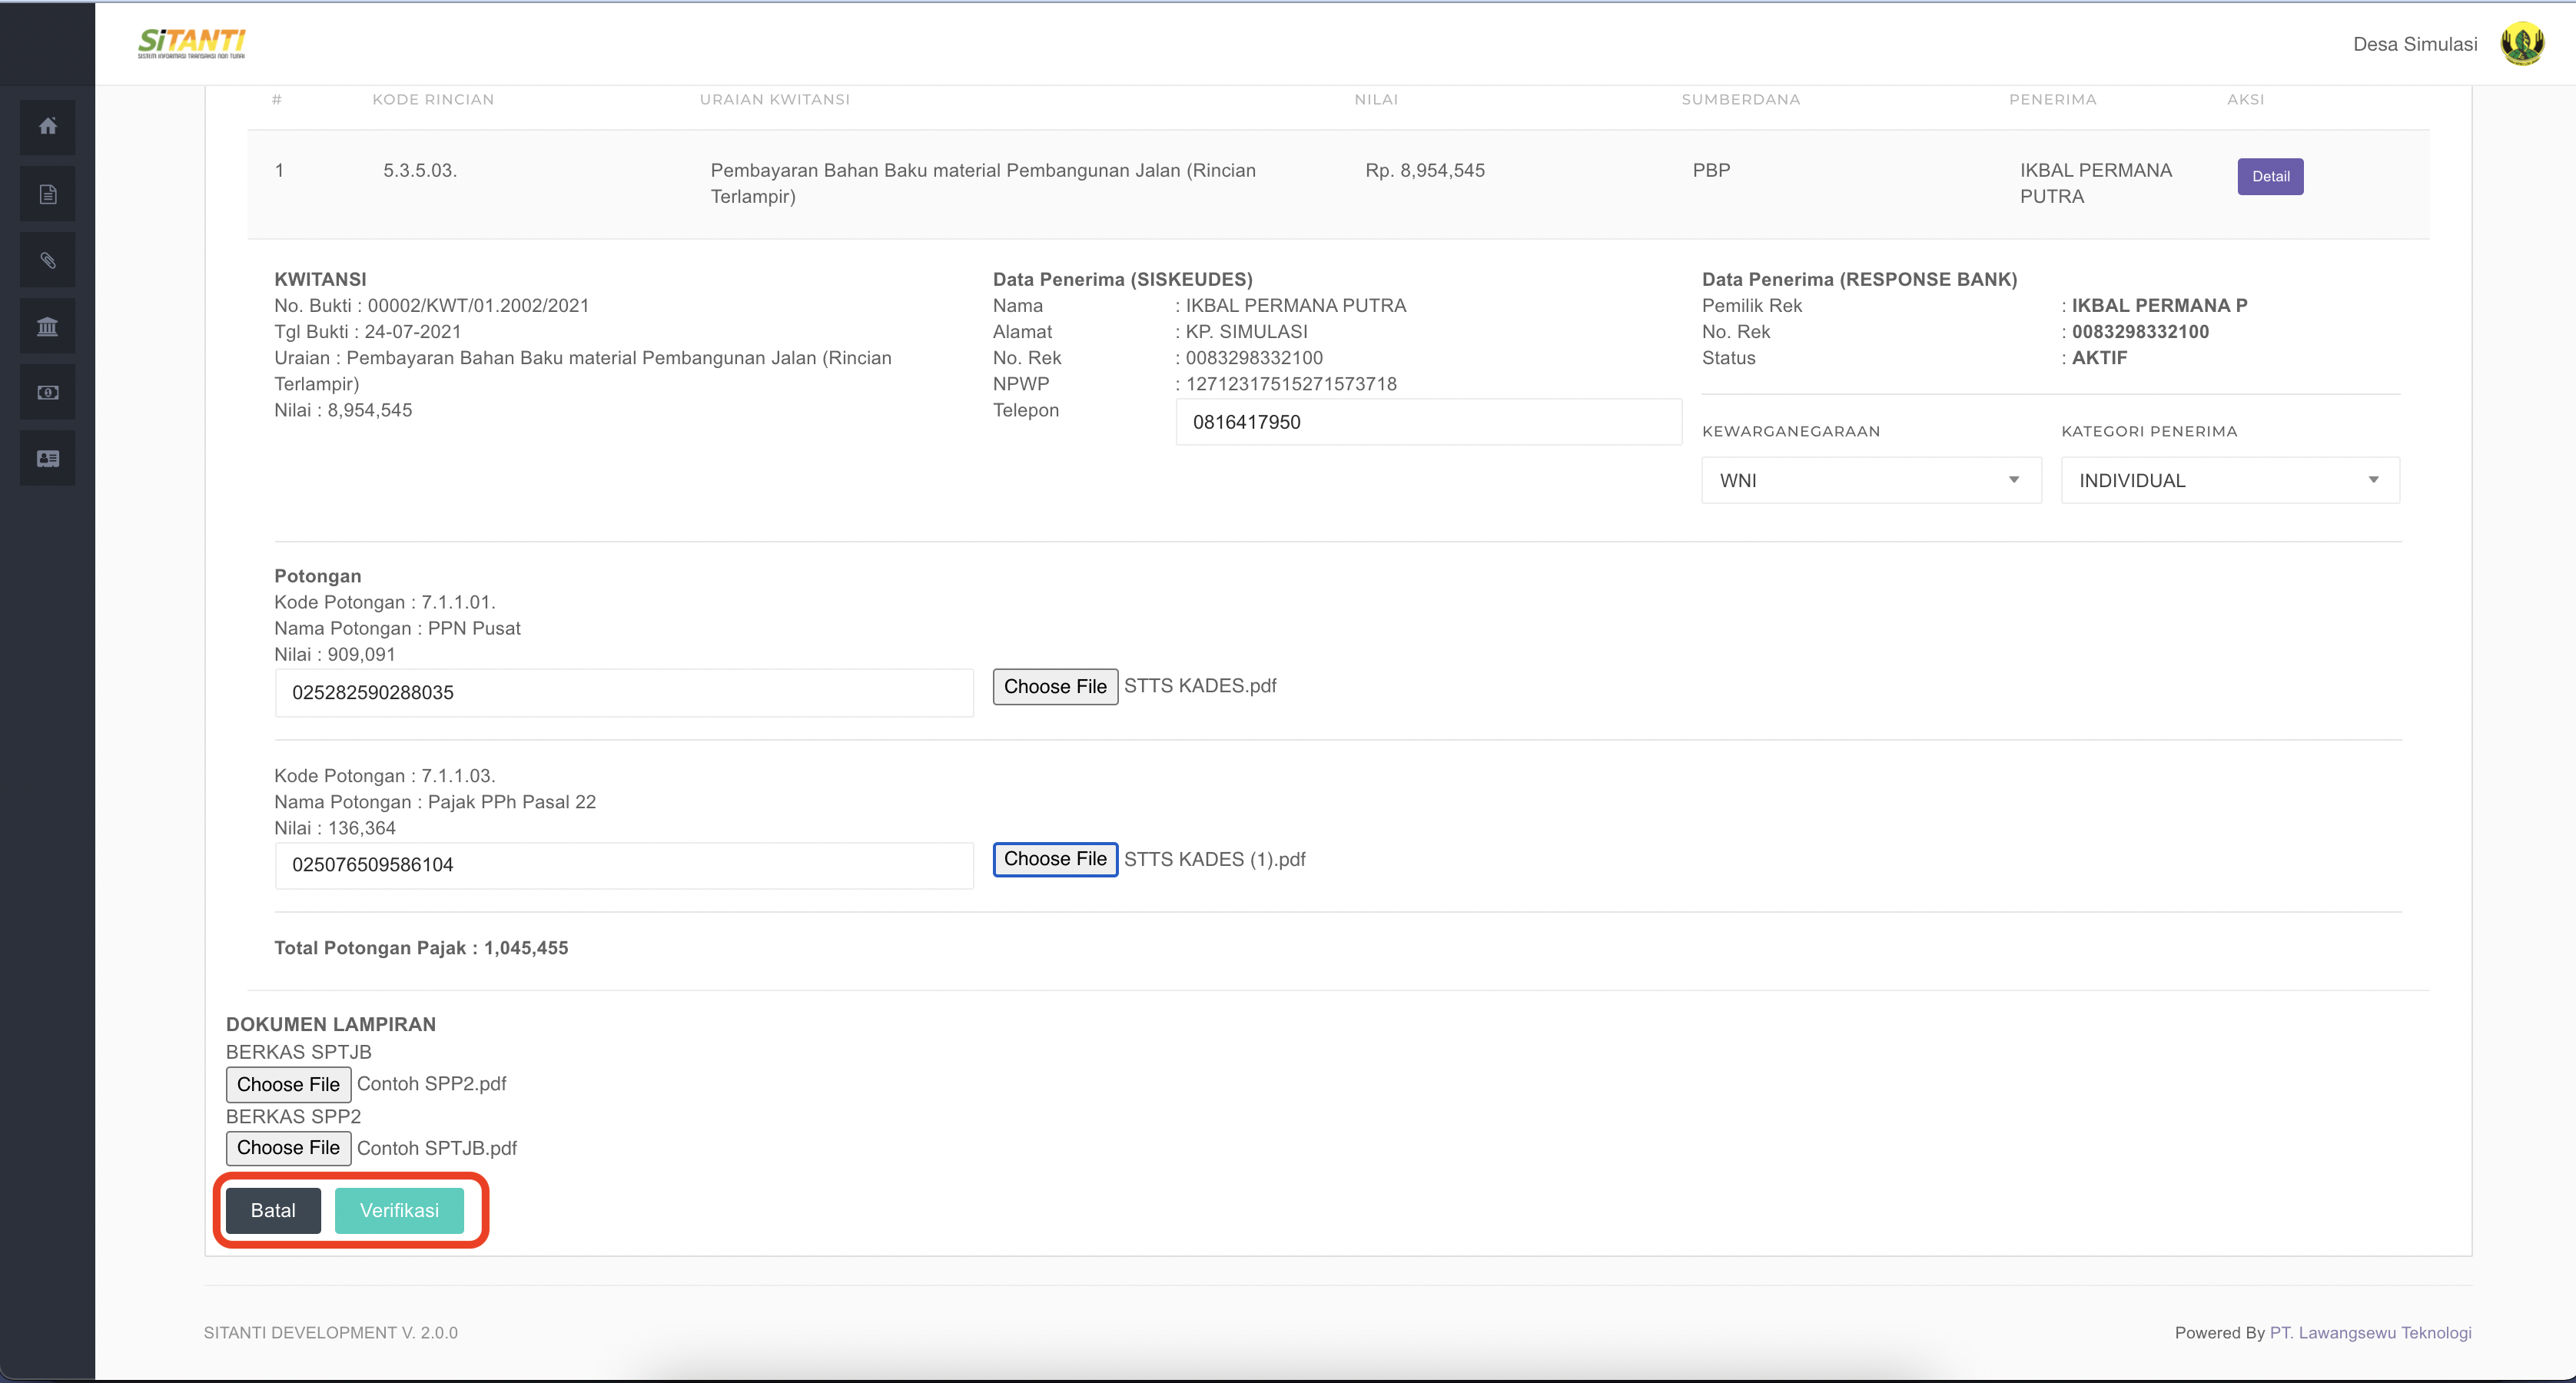 SiTANTI
SISTEM INFORMASI TRANSAKSI NON TUNAI
Desa Simulasi
# KODE RINCIAN URAIAN KWITANSI NILAI SUMBERDANA PENERIMA AKSI
1 5.3.5.03. Pembayaran Bahan Baku material Pembangunan Jalan (Rincian Rp. 8,954,545 PBP IKBAL PERMANA Detail
Terlampir) PUTRA
KWITANSI
No. Bukti : 00002/KWT/01.2002/2021
Tgl Bukti : 24-07-2021
Uraian : Pembayaran Bahan Baku material Pembangunan Jalan (Rincian
Terlampir)
Nilai : 8,954,545
Data Penerima (SISKEUDES)
Nama : IKBAL PERMANA PUTRA
Alamat : KP. SIMULASI
No. Rek : 0083298332100
NPWP : 12712317515271573718
Telepon 0816417950
Data Penerima (RESPONSE BANK)
Pemilik Rek : IKBAL PERMANA P
No. Rek : 0083298332100
Status : AKTIF
KEWARGANEGARAAN KATEGORI PENERIMA
WNI INDIVIDUAL
Potongan
Kode Potongan : 7.1.1.01.
Nama Potongan : PPN Pusat
Nilai : 909,091
025282590288035 Choose File STTS KADES.pdf
Kode Potongan : 7.1.1.03.
Nama Potongan : Pajak PPh Pasal 22
Nilai : 136,364
025076509586104 Choose File STTS KADES (1).pdf
Total Potongan Pajak : 1,045,455
DOKUMEN LAMPIRAN
BERKAS SPTJB
Choose File Contoh SPP2.pdf
BERKAS SPP2
Choose File Contoh SPTJB.pdf
Batal Verifikasi
SITANTI DEVELOPMENT V. 2.0.0 Powered By PT. Lawangsewu Teknologi